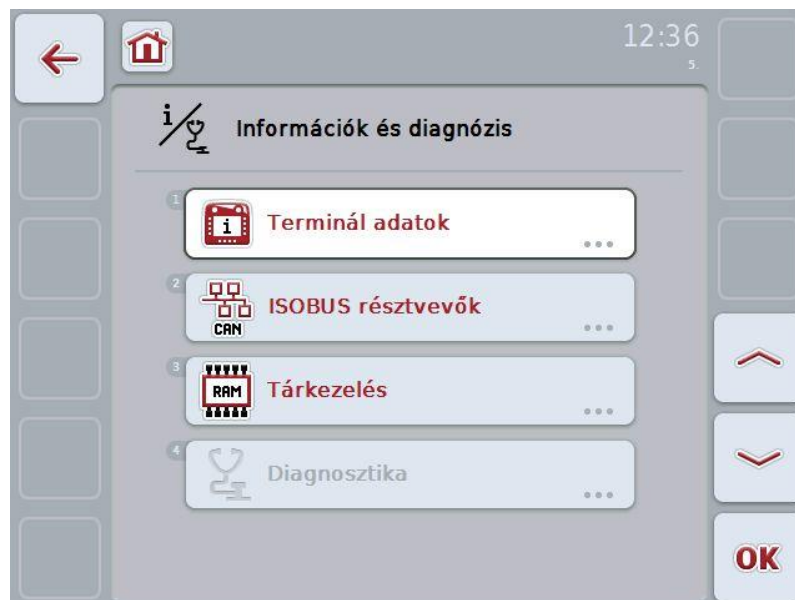 12:36
5.
i
Információk és diagnózis
1
i
Terminál adatok
2
CAN
ISOBUS résztvevők
3
RAM
Tárkezelés
4
Diagnosztika
OK